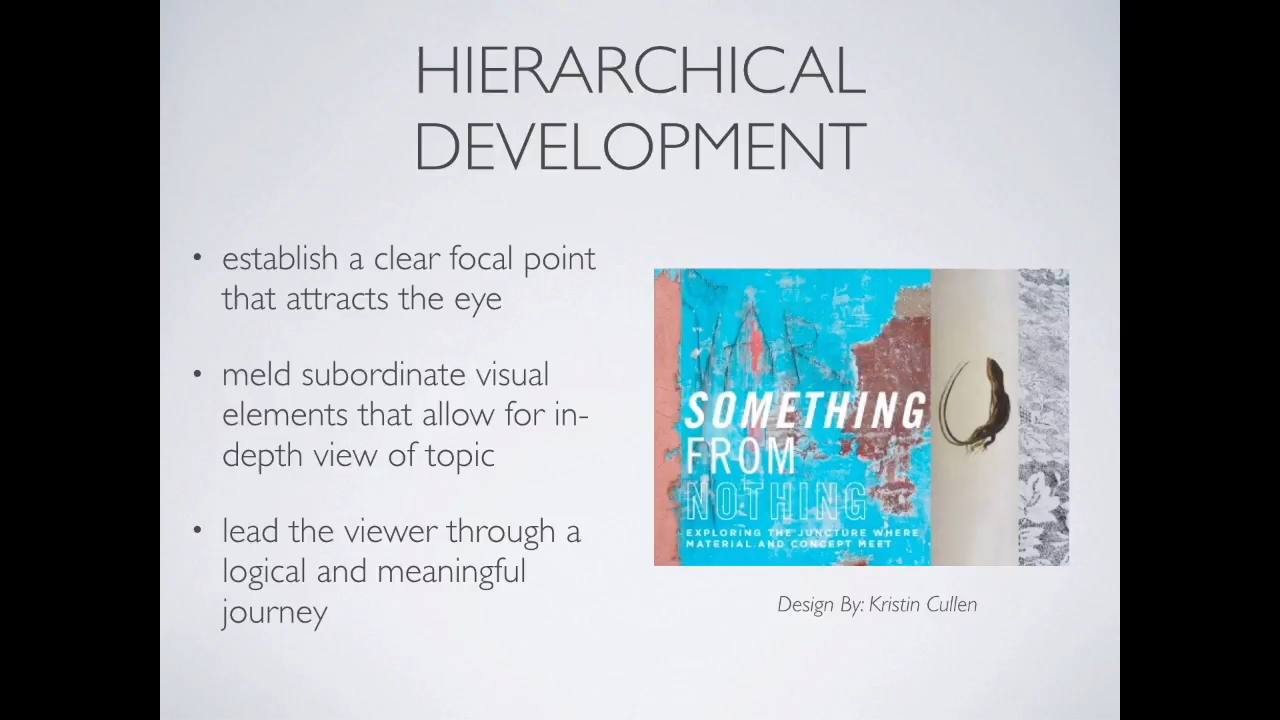 HIERARCHICAL
DEVELOPMENT
• establish a clear focal point
that attracts the eye
• meld subordinate visual
elements that allow for in-
depth view of topic
• lead the viewer through a
logical and meaningful
journey
SOMETHING
FROM
NOTHING
EXPLORING THE JUNCTURE WHERE
MATERIAL AND CONCEPT MEET
Design By: Kristin Cullen